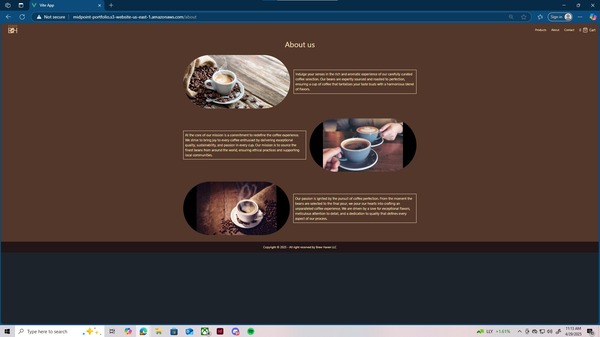 Vite App
Not secure
midpoint-portfolio.s3-website-us-east-1.amazonaws.com/about
Sign in
Products
About
Contact
0
Cart
About us
Indulge your senses in the rich and aromatic experience of our carefully curated
coffee selection. Our beans are expertly sourced and roasted to perfection,
ensuring a cup of coffee that tantalizes your taste buds with a harmonious blend
of flavors.
At the core of our mission is a commitment to redefine the coffee experience.
We strive to bring joy to every coffee enthusiast by delivering exceptional
quality, sustainability, and passion in every cup. Our mission is to source the
finest beans from around the world, ensuring ethical practices and supporting
local communities.
Our passion is ignited by the pursuit of coffee perfection. From the moment the
beans are selected to the final pour, we pour our hearts into crafting an
unparalleled coffee experience. We are driven by a love for exceptional flavors,
meticulous attention to detail, and a dedication to quality that defines every
aspect of our process.
Copyright © 2025 - All right reserved by Brew Haven LLC
Type here to search
LLY
+1.61%
11:13 AM
4/29/2025